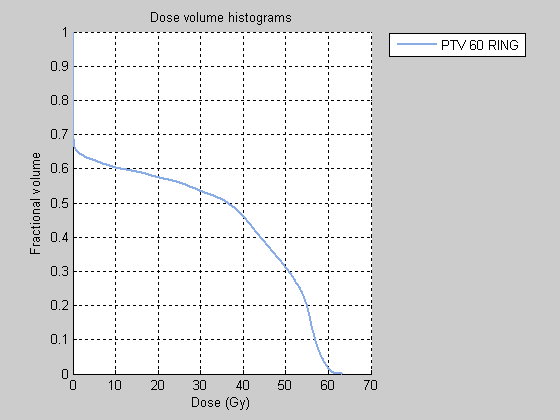 Dose volume histograms
PTV 60 RING
1
0.9
0.8
0.7
0.6
0.5
0.4
0.3
0.2
0.1
0
Fractional volume
0 10 20 30 40 50 60 70
Dose (Gy)